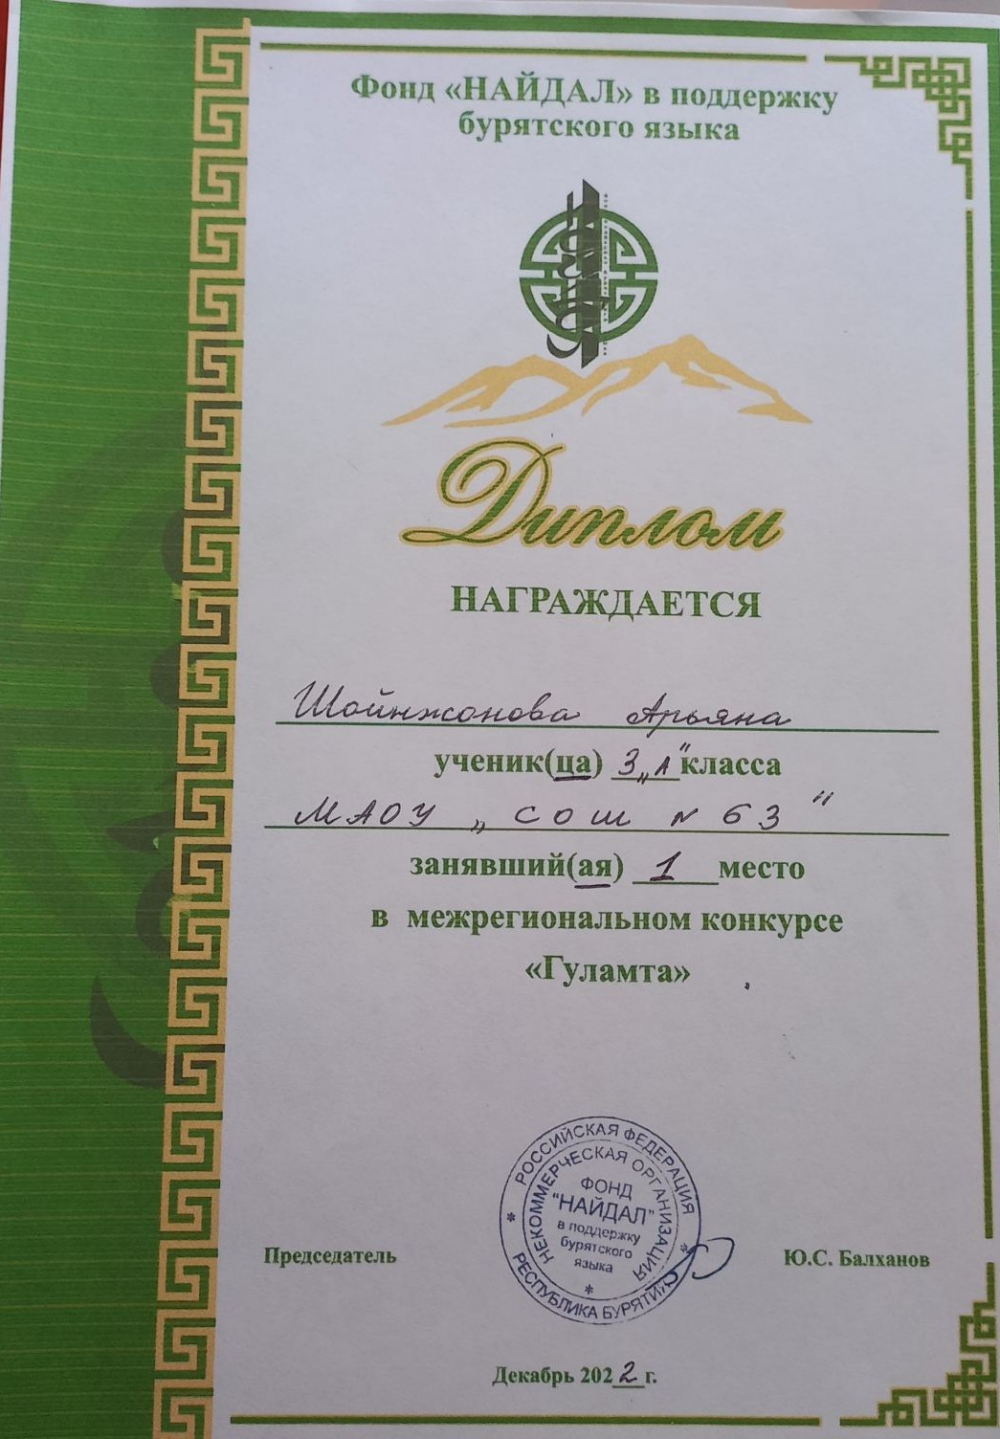 Фонд «НАЙДАЛ» в поддержку
бурятского языка
Диплом
НАГРАЖДАЕТСЯ
Шойнжонова Арьяна
ученик(ца) 3 „А" класса
МАОУ „СОШ N 63"
занявший(ая) 1 место
в межрегиональном конкурсе
«Гуламта»
РОССИЙСКАЯ ФЕДЕРАЦИЯ
НЕКОММЕРЧЕСКАЯ ОРГАНИЗАЦИЯ
ФОНД
"НАЙДАЛ"
в поддержку
бурятского
языка
РЕСПУБЛИКА БУРЯТИЯ
Председатель Ю.С. Балханов
Декабрь 2022 г.